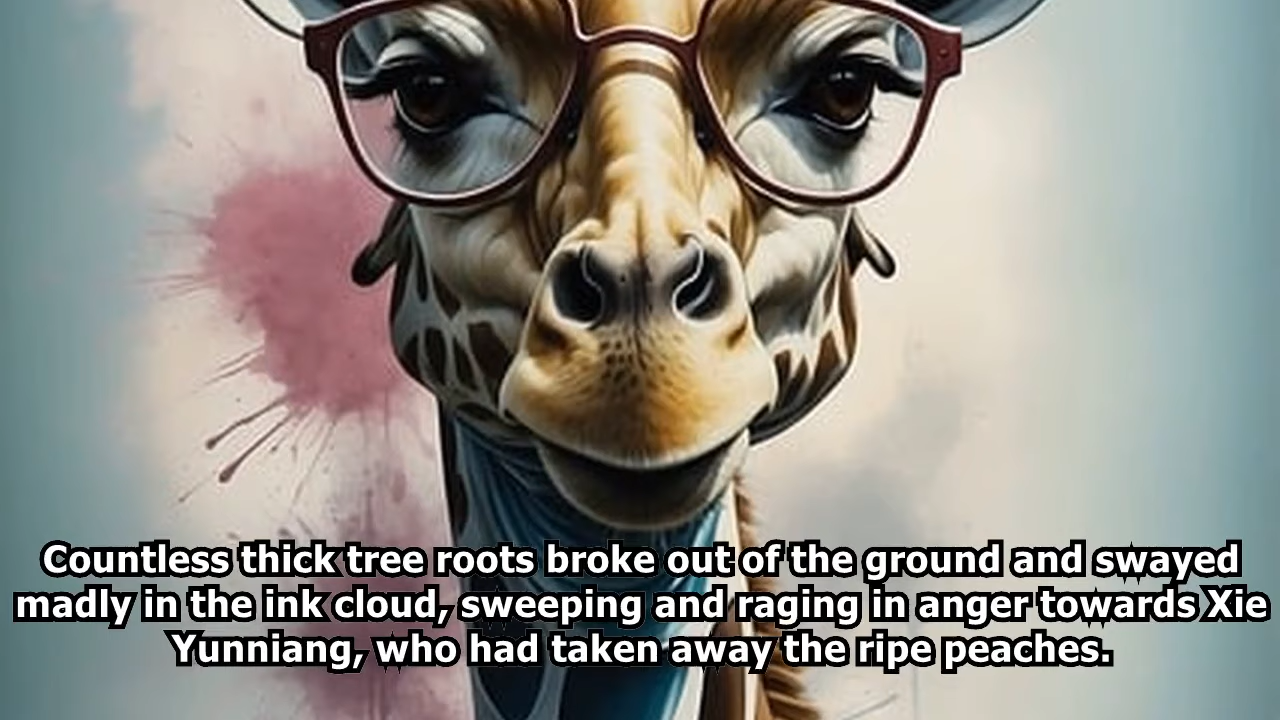 Countless thick tree roots broke out of the ground and swayed
madly in the ink cloud, sweeping and raging in anger towards Xie
Yunniang, who had taken away the ripe peaches.